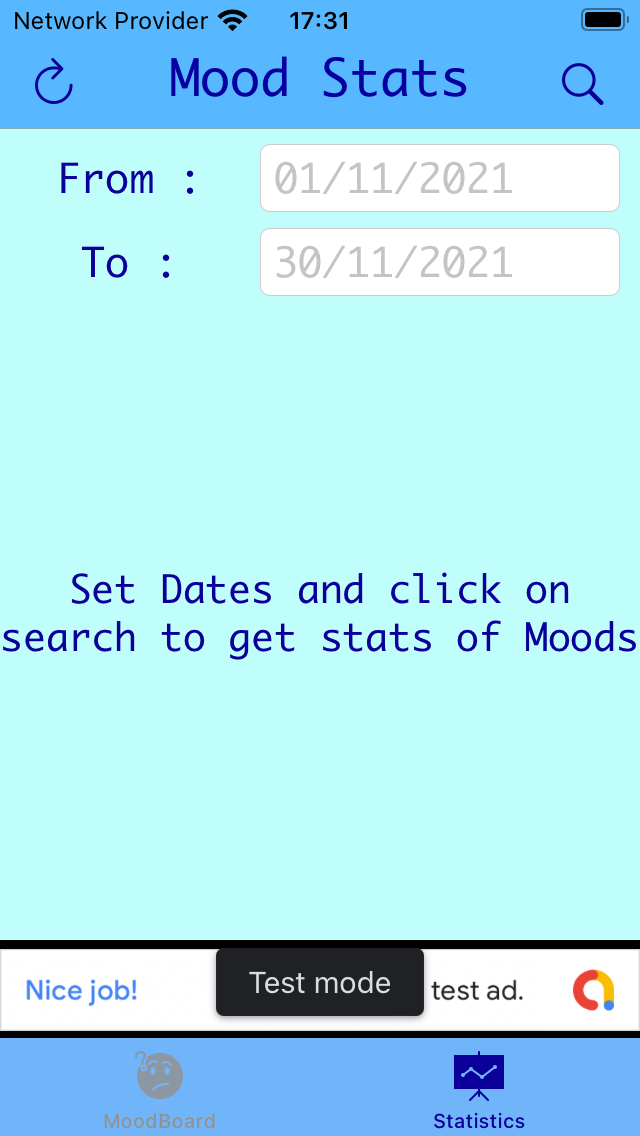 Network Provider 17:31
Mood Stats
From : 01/11/2021
To : 30/11/2021
Set Dates and click on
search to get stats of Moods
Nice job! Test mode test ad.
MoodBoard Statistics